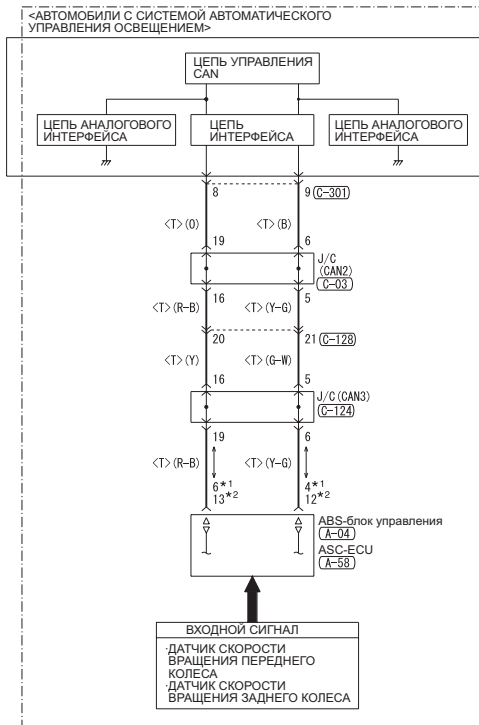 <АВТОМОБИЛИ С СИСТЕМОЙ АВТОМАТИЧЕСКОГО
УПРАВЛЕНИЯ ОСВЕЩЕНИЕМ>
ЦЕПЬ УПРАВЛЕНИЯ
CAN
ЦЕПЬ АНАЛОГОВОГО
ИНТЕРФЕЙСА
ЦЕПЬ
ИНТЕРФЕЙСА
ЦЕПЬ АНАЛОГОВОГО
ИНТЕРФЕЙСА
8 9 (C-301)
<T>(O) <T>(B)
19 6
J/C
(CAN2)
(C-03)
16 5
<T>(R-B) <T>(Y-G)
20 21 (C-128)
<T>(Y) <T>(G-W)
16 5
J/C(CAN3)
(C-124)
19 6
<T>(R-B) <T>(Y-G)
6*1 4*1
13*2 12*2
ABS-блок управления
(A-04)
ASC-ECU
(A-58)
ВХОДНОЙ СИГНАЛ
·ДАТЧИК СКОРОСТИ
ВРАЩЕНИЯ ПЕРЕДНЕГО
КОЛЕСА
·ДАТЧИК СКОРОСТИ
ВРАЩЕНИЯ ЗАДНЕГО КОЛЕСА